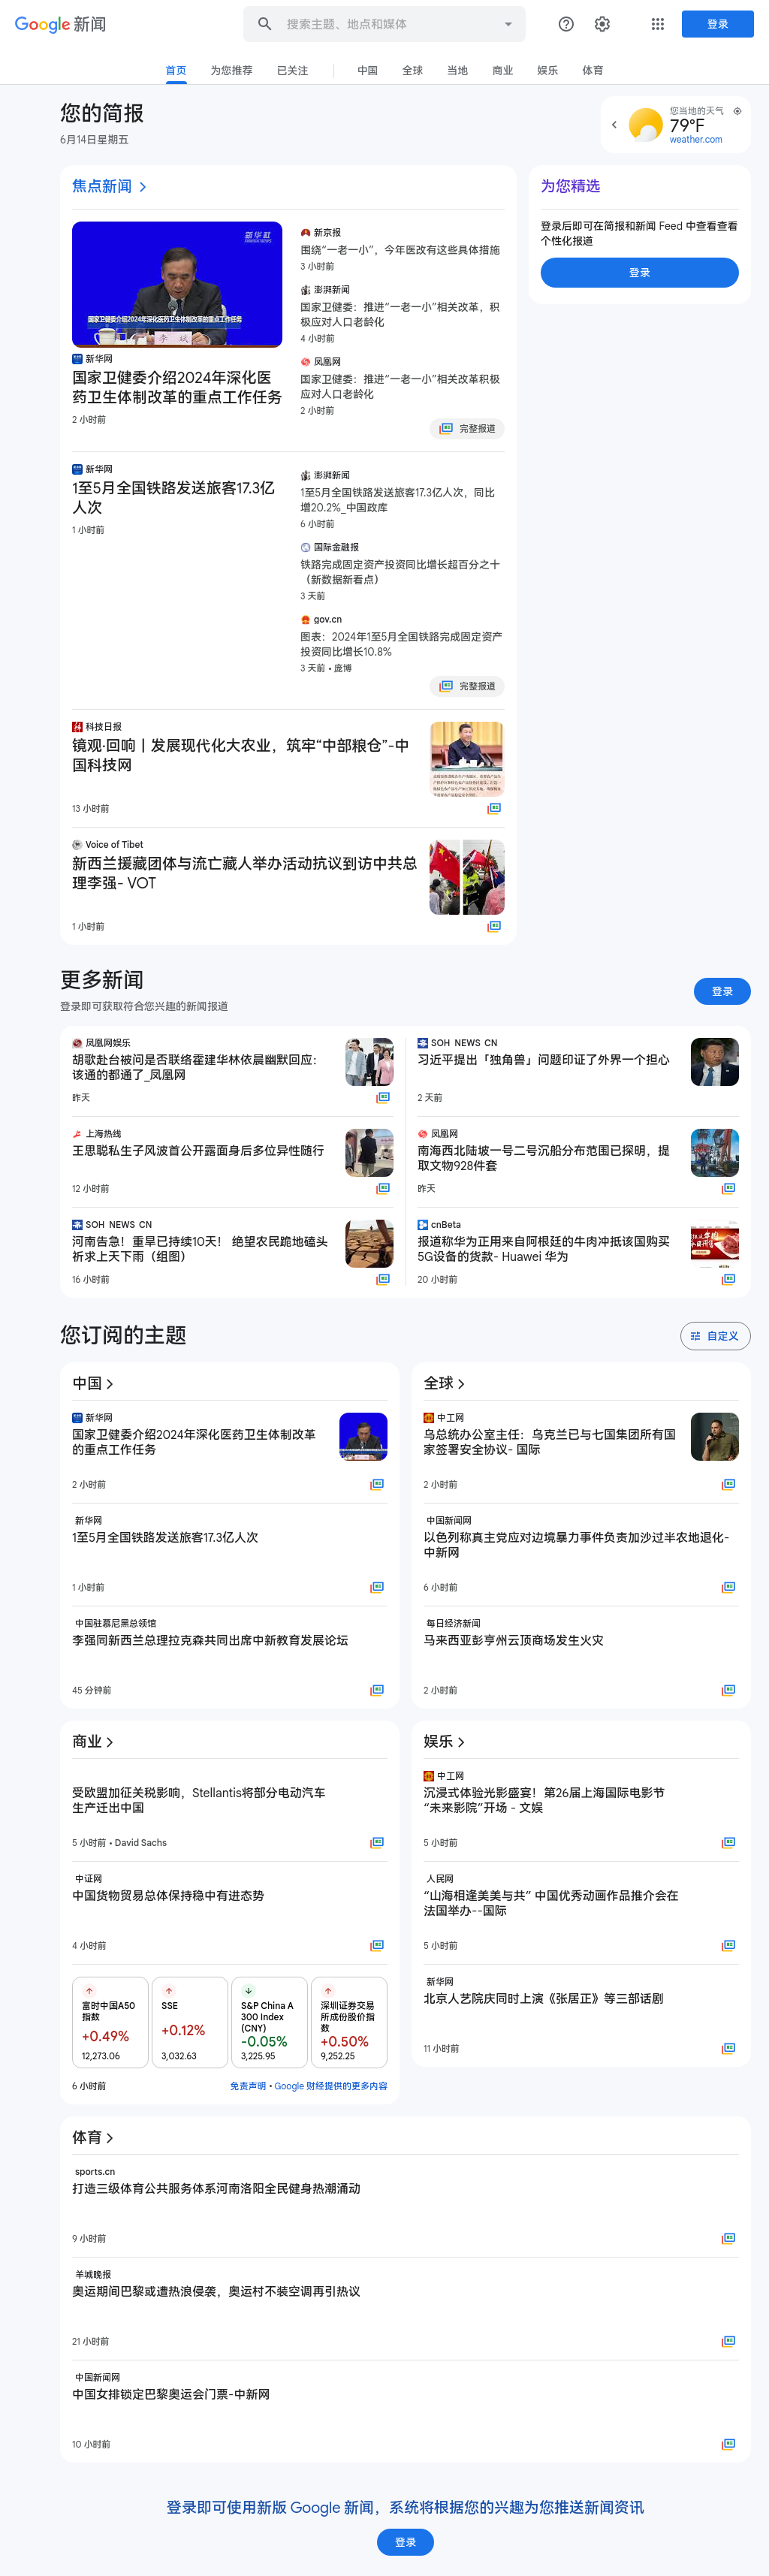 Google 新闻
搜索主题、地点和媒体
登录
首页
为您推荐
已关注
中国
全球
当地
商业
娱乐
体育
您的简报
6月14日星期五
您当地的天气
79°F
weather.com
焦点新闻
新华社
国家卫健委介绍2024年深化医药卫生体制改革的重点工作任务
李 斌
新华网
国家卫健委介绍2024年深化医
药卫生体制改革的重点工作任务
2 小时前
新京报
围绕“一老一小”，今年医改有这些具体措施
3 小时前
澎湃新闻
国家卫健委：推进“一老一小”相关改革，积
极应对人口老龄化
4 小时前
凤凰网
国家卫健委：推进“一老一小”相关改革积极
应对人口老龄化
2 小时前
完整报道
新华网
1至5月全国铁路发送旅客17.3亿
人次
1 小时前
澎湃新闻
1至5月全国铁路发送旅客17.3亿人次，同比
增20.2%_中国政库
6 小时前
国际金融报
铁路完成固定资产投资同比增长超百分之十
（新数据新看点）
3 天前
gov.cn
图表：2024年1至5月全国铁路完成固定资产
投资同比增长10.8%
3 天前 • 庞博
完整报道
科技日报
镜观·回响丨发展现代化大农业，筑牢“中部粮仓”-中
国科技网
13 小时前
Voice of Tibet
新西兰援藏团体与流亡藏人举办活动抗议到访中共总
理李强- VOT
1 小时前
为您精选
登录后即可在简报和新闻 Feed 中查看查看
个性化报道
登录
更多新闻
登录即可获取符合您兴趣的新闻报道
登录
凤凰网娱乐
胡歌赴台被问是否联络霍建华林依晨幽默回应：
该通的都通了_凤凰网
昨天
SOH NEWS CN
习近平提出「独角兽」问题印证了外界一个担心
2 天前
上海热线
王思聪私生子风波首公开露面身后多位异性随行
12 小时前
凤凰网
南海西北陆坡一号二号沉船分布范围已探明，提
取文物928件套
昨天
SOH NEWS CN
河南告急！重旱已持续10天！ 绝望农民跪地磕头
祈求上天下雨（组图）
16 小时前
cnBeta
报道称华为正用来自阿根廷的牛肉冲抵该国购买
5G设备的货款- Huawei 华为
20 小时前
您订阅的主题
自定义
中国
新华网
国家卫健委介绍2024年深化医药卫生体制改革
的重点工作任务
2 小时前
新华网
1至5月全国铁路发送旅客17.3亿人次
1 小时前
中国驻慕尼黑总领馆
李强同新西兰总理拉克森共同出席中新教育发展论坛
45 分钟前
全球
中工网
乌总统办公室主任：乌克兰已与七国集团所有国
家签署安全协议- 国际
2 小时前
中国新闻网
以色列称真主党应对边境暴力事件负责加沙过半农地退化-
中新网
6 小时前
每日经济新闻
马来西亚彭亨州云顶商场发生火灾
2 小时前
商业
受欧盟加征关税影响，Stellantis将部分电动汽车
生产迁出中国
5 小时前 • David Sachs
中证网
中国货物贸易总体保持稳中有进态势
4 小时前
富时中国A50
指数
+0.49%
12,273.06
SSE
+0.12%
3,032.63
S&P China A
300 Index
(CNY)
-0.05%
3,225.95
深圳证券交易
所成份股价指
数
+0.50%
9,252.25
6 小时前
免责声明 • Google 财经提供的更多内容
娱乐
中工网
沉浸式体验光影盛宴！第26届上海国际电影节
“未来影院”开场 - 文娱
5 小时前
人民网
“山海相逢美美与共” 中国优秀动画作品推介会在
法国举办--国际
5 小时前
新华网
北京人艺院庆同时上演《张居正》等三部话剧
11 小时前
体育
sports.cn
打造三级体育公共服务体系河南洛阳全民健身热潮涌动
9 小时前
羊城晚报
奥运期间巴黎或遭热浪侵袭，奥运村不装空调再引热议
21 小时前
中国新闻网
中国女排锁定巴黎奥运会门票-中新网
10 小时前
登录即可使用新版 Google 新闻，系统将根据您的兴趣为您推送新闻资讯
登录